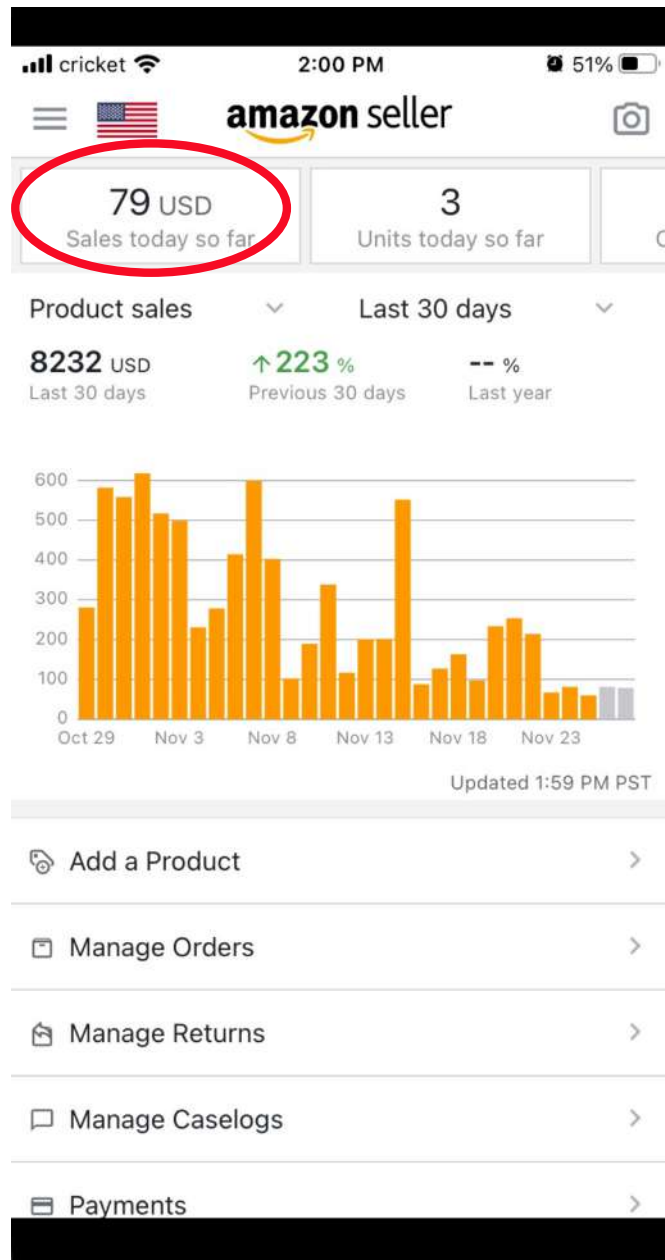 cricket 2:00 PM 51%
amazon seller
79 USD 3
Sales today so far Units today so far
Product sales Last 30 days
8232 USD ↑223 % -- %
Last 30 days Previous 30 days Last year
600
500
400
300
200
100
0
Oct 29 Nov 3 Nov 8 Nov 13 Nov 18 Nov 23
Updated 1:59 PM PST
Add a Product
Manage Orders
Manage Returns
Manage Caselogs
Payments